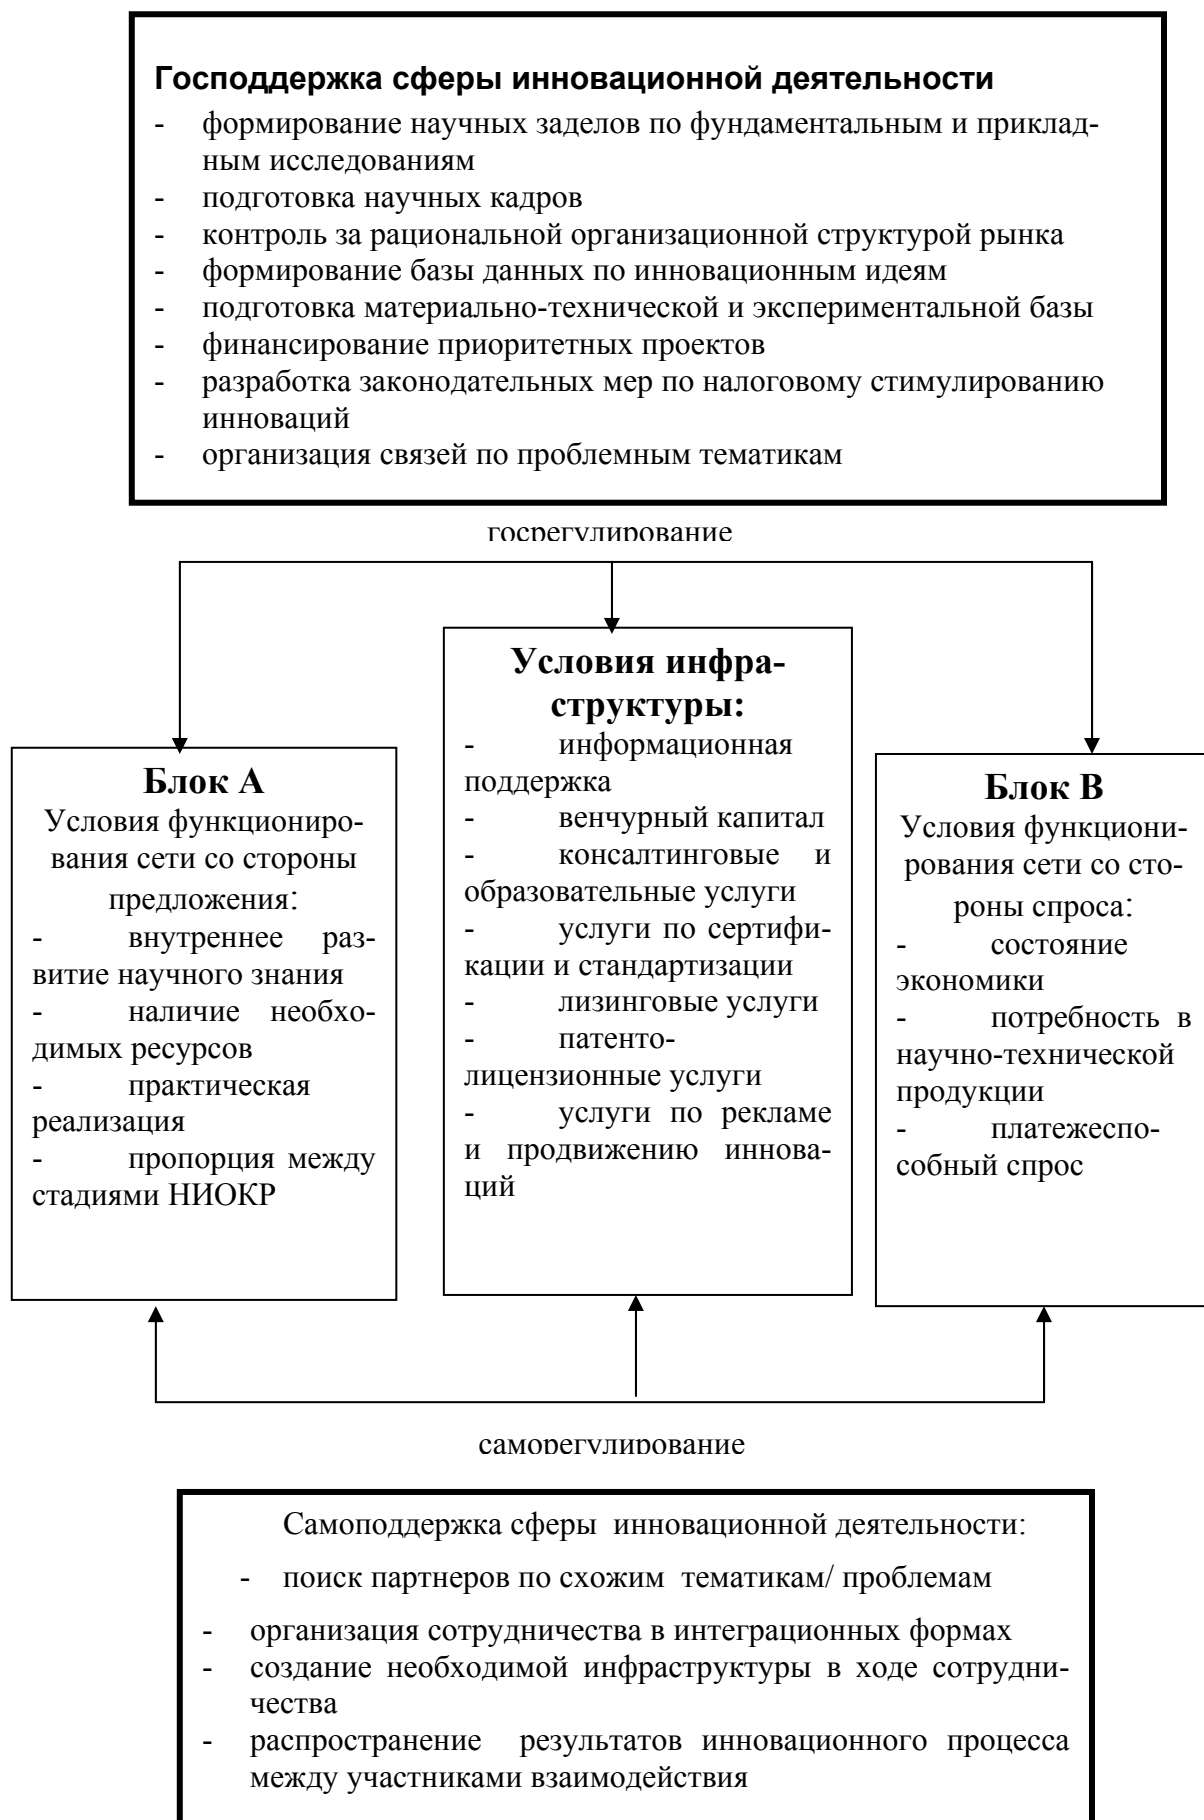 Господдержка сферы инновационной деятельности
- формирование научных заделов по фундаментальным и приклад-
ным исследованиям
- подготовка научных кадров
- контроль за рациональной организационной структурой рынка
- формирование базы данных по инновационным идеям
- подготовка материально-технической и экспериментальной базы
- финансирование приоритетных проектов
- разработка законодательных мер по налоговому стимулированию
инноваций
- организация связей по проблемным тематикам
госрегулирование
Блок А
Условия функциониро-
вания сети со стороны
предложения:
- внутреннее раз-
витие научного знания
- наличие необхо-
димых ресурсов
- практическая
реализация
- пропорция между
стадиями НИОКР
Условия инфра-
структуры:
- информационная
поддержка
- венчурный капитал
- консалтинговые и
образовательные услуги
- услуги по сертифи-
кации и стандартизации
- лизинговые услуги
- патенто-
лицензионные услуги
- услуги по рекламе
и продвижению иннова-
ций
Блок В
Условия функциони-
рования сети со сто-
роны спроса:
- состояние
экономики
- потребность в
научно-технической
продукции
- платежеспо-
собный спрос
саморегулирование
Самоподдержка сферы инновационной деятельности:
- поиск партнеров по схожим тематикам/ проблемам
- организация сотрудничества в интеграционных формах
- создание необходимой инфраструктуры в ходе сотрудни-
чества
- распространение результатов инновационного процесса
между участниками взаимодействия